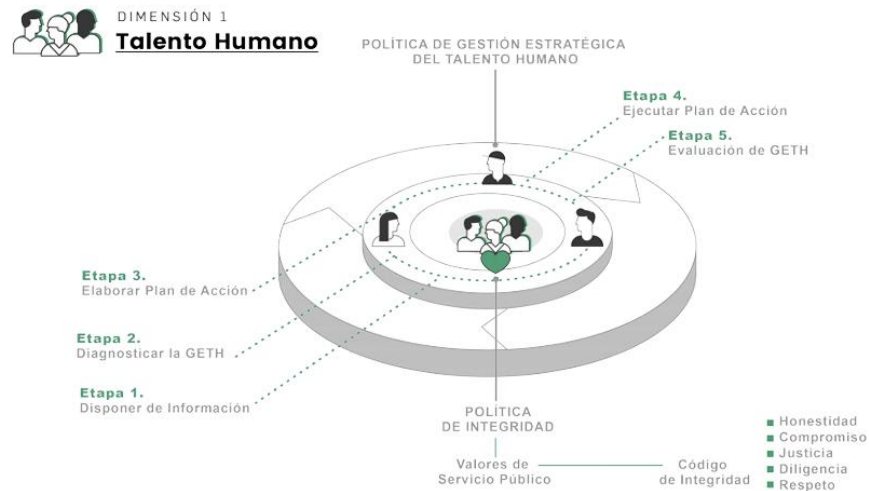 DIMENSIÓN 1
Talento Humano
POLÍTICA DE GESTIÓN ESTRATÉGICA
DEL TALENTO HUMANO
Etapa 4.
Ejecutar Plan de Acción
Etapa 5.
Evaluación de GETH
Etapa 3.
Elaborar Plan de Acción
Etapa 2.
Diagnosticar la GETH
Etapa 1.
Disponer de Información
POLÍTICA
DE INTEGRIDAD
Valores de
Servicio Público
Código
de Integridad
Honestidad
Compromiso
Justicia
Diligencia
Respeto